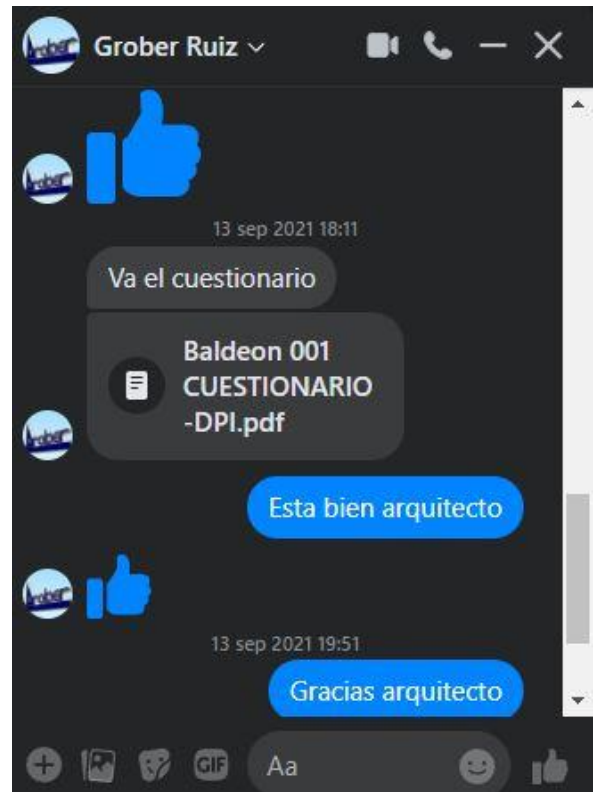 Grober Ruiz
13 sep 2021 18:11
Va el cuestionario
Baldeon 001
CUESTIONARIO
-DPI.pdf
Esta bien arquitecto
13 sep 2021 19:51
Gracias arquitecto
GIF
Aa